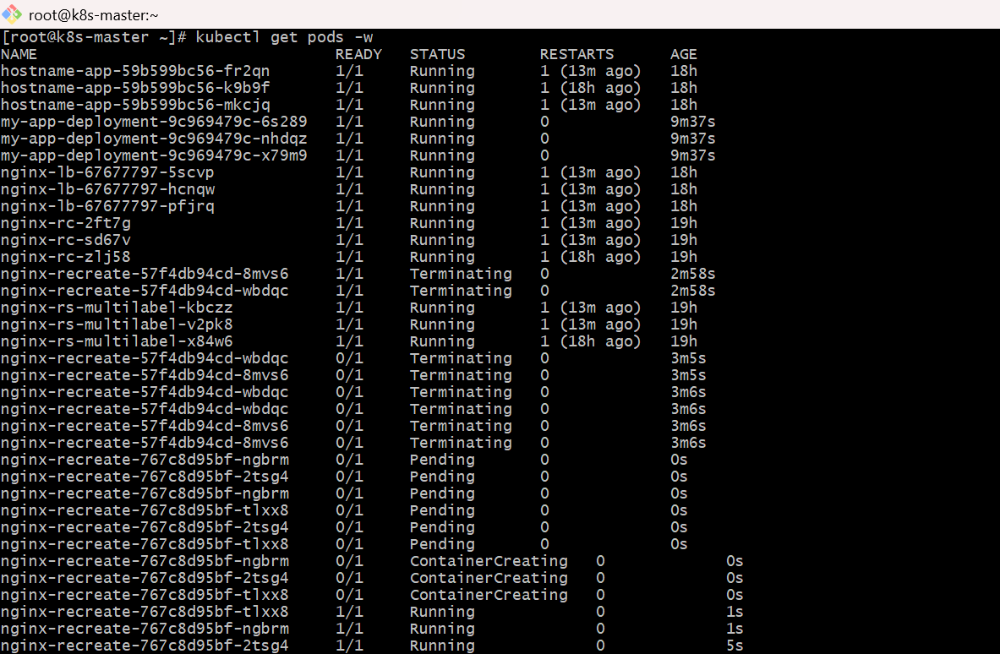 root@k8s-master:~
[root@k8s-master ~]# kubectl get pods -w
NAME READY STATUS RESTARTS AGE
hostname-app-59b599bc56-fr2qn 1/1 Running 1 (13m ago) 18h
hostname-app-59b599bc56-k9b9f 1/1 Running 1 (18h ago) 18h
hostname-app-59b599bc56-mkcjq 1/1 Running 1 (13m ago) 18h
my-app-deployment-9c969479c-6s289 1/1 Running 0 9m37s
my-app-deployment-9c969479c-nhdqz 1/1 Running 0 9m37s
my-app-deployment-9c969479c-x79m9 1/1 Running 0 9m37s
nginx-lb-67677797-5scvp 1/1 Running 1 (13m ago) 18h
nginx-lb-67677797-hcnqw 1/1 Running 1 (13m ago) 18h
nginx-lb-67677797-pfjrq 1/1 Running 1 (13m ago) 18h
nginx-rc-2ft7g 1/1 Running 1 (13m ago) 19h
nginx-rc-sd67v 1/1 Running 1 (13m ago) 19h
nginx-rc-zlj58 1/1 Running 1 (18h ago) 19h
nginx-recreate-57f4db94cd-8mvs6 1/1 Terminating 0 2m58s
nginx-recreate-57f4db94cd-wbdqc 1/1 Terminating 0 2m58s
nginx-rs-multilabel-kbczz 1/1 Running 1 (13m ago) 19h
nginx-rs-multilabel-v2pk8 1/1 Running 1 (13m ago) 19h
nginx-rs-multilabel-x84w6 1/1 Running 1 (18h ago) 19h
nginx-recreate-57f4db94cd-wbdqc 0/1 Terminating 0 3m5s
nginx-recreate-57f4db94cd-8mvs6 0/1 Terminating 0 3m5s
nginx-recreate-57f4db94cd-wbdqc 0/1 Terminating 0 3m6s
nginx-recreate-57f4db94cd-wbdqc 0/1 Terminating 0 3m6s
nginx-recreate-57f4db94cd-8mvs6 0/1 Terminating 0 3m6s
nginx-recreate-57f4db94cd-8mvs6 0/1 Terminating 0 3m6s
nginx-recreate-767c8d95bf-ngbrm 0/1 Pending 0 0s
nginx-recreate-767c8d95bf-2tsg4 0/1 Pending 0 0s
nginx-recreate-767c8d95bf-ngbrm 0/1 Pending 0 0s
nginx-recreate-767c8d95bf-tlxx8 0/1 Pending 0 0s
nginx-recreate-767c8d95bf-2tsg4 0/1 Pending 0 0s
nginx-recreate-767c8d95bf-tlxx8 0/1 Pending 0 0s
nginx-recreate-767c8d95bf-ngbrm 0/1 ContainerCreating 0 0s
nginx-recreate-767c8d95bf-2tsg4 0/1 ContainerCreating 0 0s
nginx-recreate-767c8d95bf-tlxx8 0/1 ContainerCreating 0 0s
nginx-recreate-767c8d95bf-tlxx8 1/1 Running 0 1s
nginx-recreate-767c8d95bf-ngbrm 1/1 Running 0 1s
nginx-recreate-767c8d95bf-2tsg4 1/1 Running 0 5s